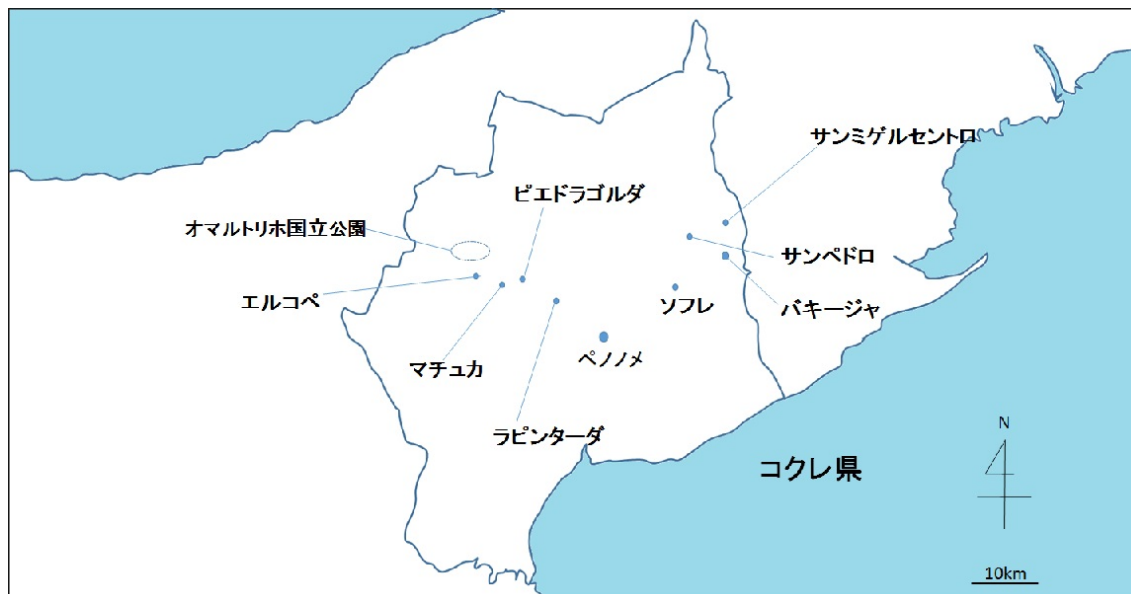 サンミゲルセントロ
ピエドラゴルダ
オマルトリホ国立公園
サンペドロ
エルコペ
ソフレ
バキージャ
ペノノメ
マチュカ
ラピンターダ
コクレ県
N
10km